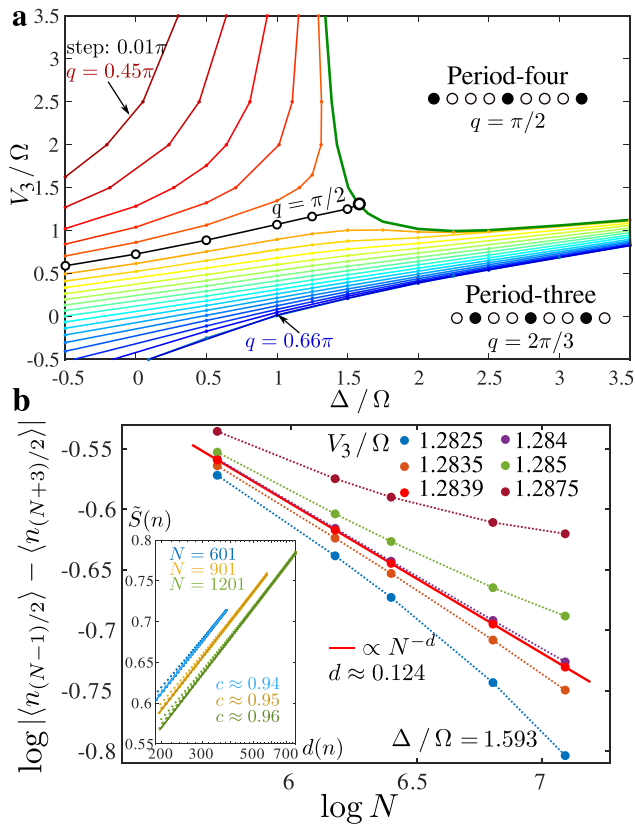 a
3.5
3
2.5
2
1.5
1
0.5
0
-0.5
V₃ / Ω
step: 0.01π
q = 0.45π
Period-four
q = π/2
q = π/2
Period-three
q = 2π/3
q = 0.66π
-0.5 0 0.5 1 1.5 2 2.5 3 3.5
Δ / Ω
b
log |⟨n₍N−1₎/₂⟩ − ⟨n₍N+3₎/₂⟩|
-0.55
-0.6
-0.65
-0.7
-0.75
-0.8
V₃ / Ω
1.2825 1.284
1.2835 1.285
1.2839 1.2875
S̃(n)
0.8
0.75
0.7
0.65
0.6
0.55
N = 601
N = 901
N = 1201
c ≈ 0.94
c ≈ 0.95
c ≈ 0.96
200 300 500 700
d(n)
∝ N⁻ᵈ
d ≈ 0.124
Δ / Ω = 1.593
6 6.5 7
log N